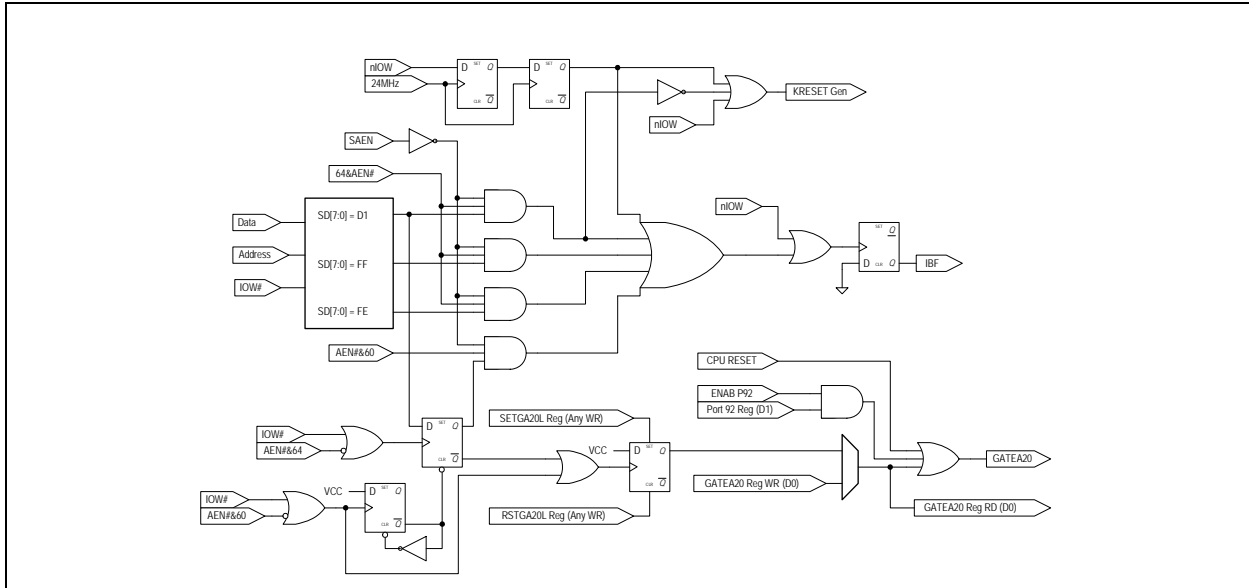 nIOW
24MHz
D SET Q
CLR Q
D SET Q
CLR Q
KRESET Gen
nIOW
SAEN
64&AEN#
Data
Address
IOW#
SD[7:0] = D1
SD[7:0] = FF
SD[7:0] = FE
nIOW
SET Q
D CLR Q
IBF
AEN#&60
CPU RESET
ENAB P92
Port 92 Reg (D1)
GATEA20
IOW#
AEN#&64
D SET Q
CLR Q
SETGA20L Reg (Any WR)
VCC
D SET Q
CLR Q
RSTGA20L Reg (Any WR)
GATEA20 Reg WR (D0)
GATEA20 Reg RD (D0)
IOW#
AEN#&60
VCC
D SET Q
CLR Q